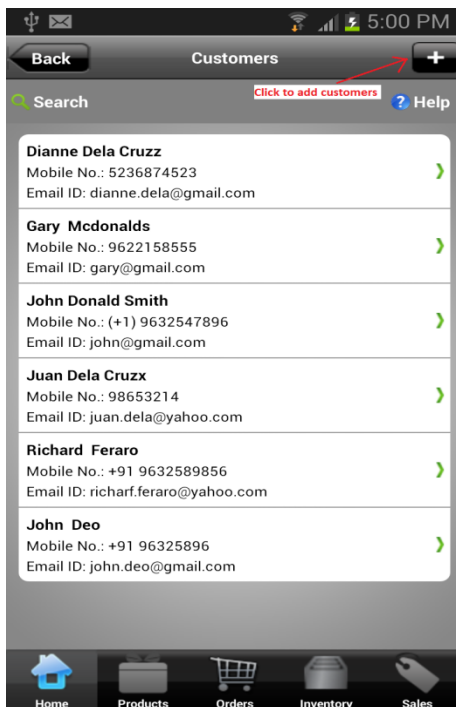 5:00 PM
Back
Customers
+
Click to add customers
Search
? Help
Dianne Dela Cruzz
Mobile No.: 5236874523
Email ID: dianne.dela@gmail.com
Gary Mcdonalds
Mobile No.: 9622158555
Email ID: gary@gmail.com
John Donald Smith
Mobile No.: (+1) 9632547896
Email ID: john@gmail.com
Juan Dela Cruzx
Mobile No.: 98653214
Email ID: juan.dela@yahoo.com
Richard Feraro
Mobile No.: +91 9632589856
Email ID: richarf.feraro@yahoo.com
John Deo
Mobile No.: +91 96325896
Email ID: john.deo@gmail.com
Home Products Orders Inventory Sales